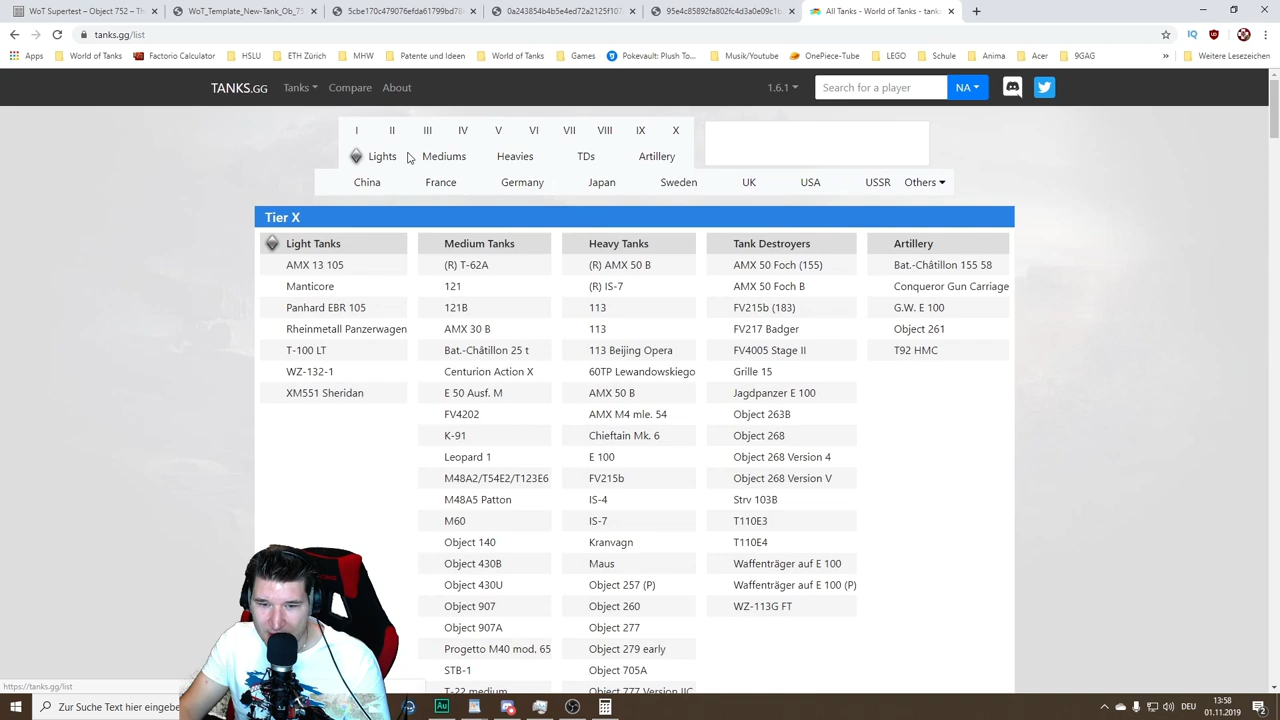 WoT Supertest - Object 752 – Th
WoT_Template_New-Tank_Ob_75
5cbe170c479076efda61799bd78
0a243854b4b5e4ed72a2125f107
95e4c85892fa802fc4d3a0e09c1b
All Tanks - World of Tanks - tanks
tanks.gg/list
Apps World of Tanks Factorio Calculator HSLU ETH Zürich MHW Patente und Ideen World of Tanks Games Pokevault: Plush To... Musik/Youtube OnePiece-Tube LEGO Schule Anima Acer 9GAG » Weitere Lesezeichen
TANKS.GG Tanks Compare About 1.6.1 Search for a player NA
I II III IV V VI VII VIII IX X
Lights Mediums Heavies TDs Artillery
China France Germany Japan Sweden UK USA USSR Others
Tier X
Light Tanks Medium Tanks Heavy Tanks Tank Destroyers Artillery
AMX 13 105 (R) T-62A (R) AMX 50 B AMX 50 Foch (155) Bat.-Châtillon 155 58
Manticore 121 (R) IS-7 AMX 50 Foch B Conqueror Gun Carriage
Panhard EBR 105 121B 113 FV215b (183) G.W. E 100
Rheinmetall Panzerwagen AMX 30 B 113 FV217 Badger Object 261
T-100 LT Bat.-Châtillon 25 t 113 Beijing Opera FV4005 Stage II T92 HMC
WZ-132-1 Centurion Action X 60TP Lewandowskiego Grille 15
XM551 Sheridan E 50 Ausf. M AMX 50 B Jagdpanzer E 100
FV4202 AMX M4 mle. 54 Object 263B
K-91 Chieftain Mk. 6 Object 268
Leopard 1 E 100 Object 268 Version 4
M48A2/T54E2/T123E6 FV215b Object 268 Version V
M48A5 Patton IS-4 Strv 103B
M60 IS-7 T110E3
Object 140 Kranvagn T110E4
Object 430B Maus Waffenträger auf E 100
Object 430U Object 257 (P) Waffenträger auf E 100 (P)
Object 907 Object 260 WZ-113G FT
Object 907A Object 277
Progetto M40 mod. 65 Object 279 early
STB-1 Object 705A
T-22 medium Object 777 Version IIC
https://tanks.gg/list
Zur Suche Text hier eingebe
Au
DEU
13:58
01.11.2019
2